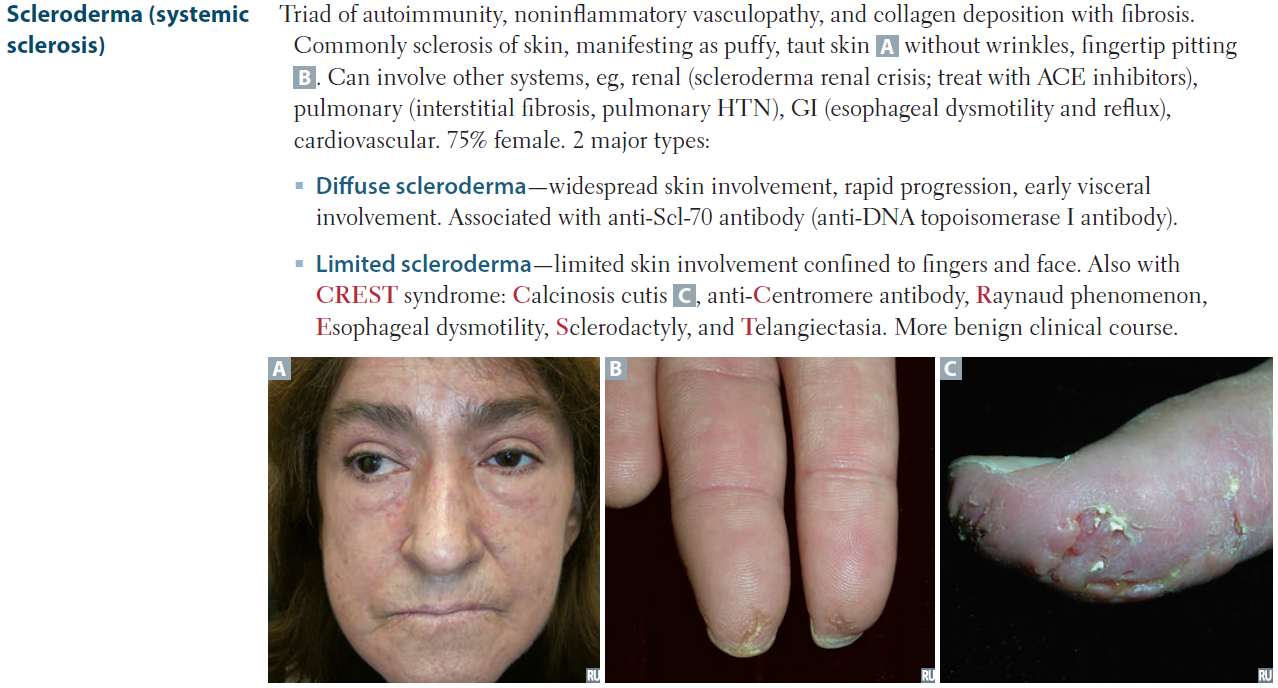 Scleroderma (systemic
sclerosis)
Triad of autoimmunity, noninflammatory vasculopathy, and collagen deposition with fibrosis.
Commonly sclerosis of skin, manifesting as puffy, taut skin A without wrinkles, fingertip pitting
B. Can involve other systems, eg, renal (scleroderma renal crisis; treat with ACE inhibitors),
pulmonary (interstitial fibrosis, pulmonary HTN), GI (esophageal dysmotility and reflux),
cardiovascular. 75% female. 2 major types:
▪ Diffuse scleroderma—widespread skin involvement, rapid progression, early visceral
involvement. Associated with anti-Scl-70 antibody (anti-DNA topoisomerase I antibody).
▪ Limited scleroderma—limited skin involvement confined to fingers and face. Also with
CREST syndrome: Calcinosis cutis C, anti-Centromere antibody, Raynaud phenomenon,
Esophageal dysmotility, Sclerodactyly, and Telangiectasia. More benign clinical course.
A
B
C
RU
RU
RU